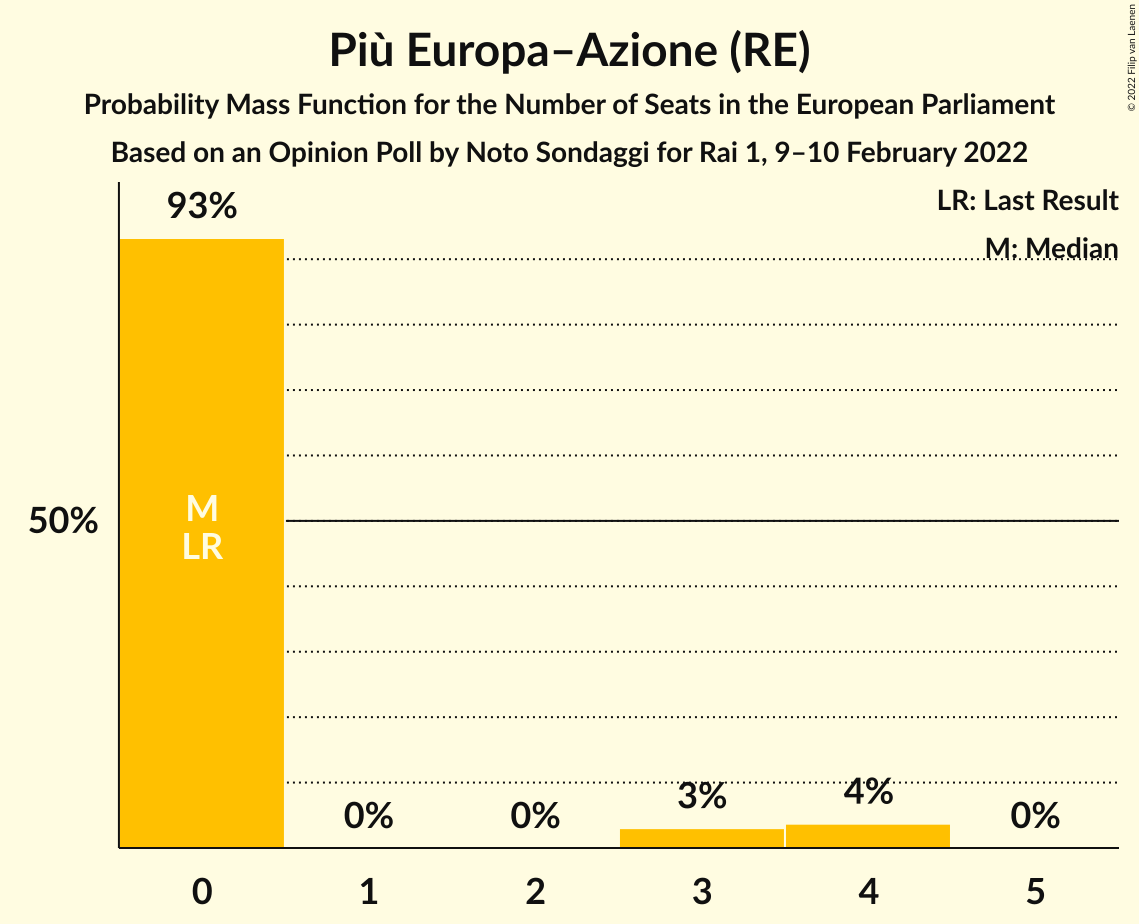 Più Europa–Azione (RE)
Probability Mass Function for the Number of Seats in the European Parliament
Based on an Opinion Poll by Noto Sondaggi for Rai 1, 9–10 February 2022
© 2022 Filip van Laenen
LR: Last Result
M: Median
93%
M
LR
50%
0%
0%
3%
4%
0%
0
1
2
3
4
5